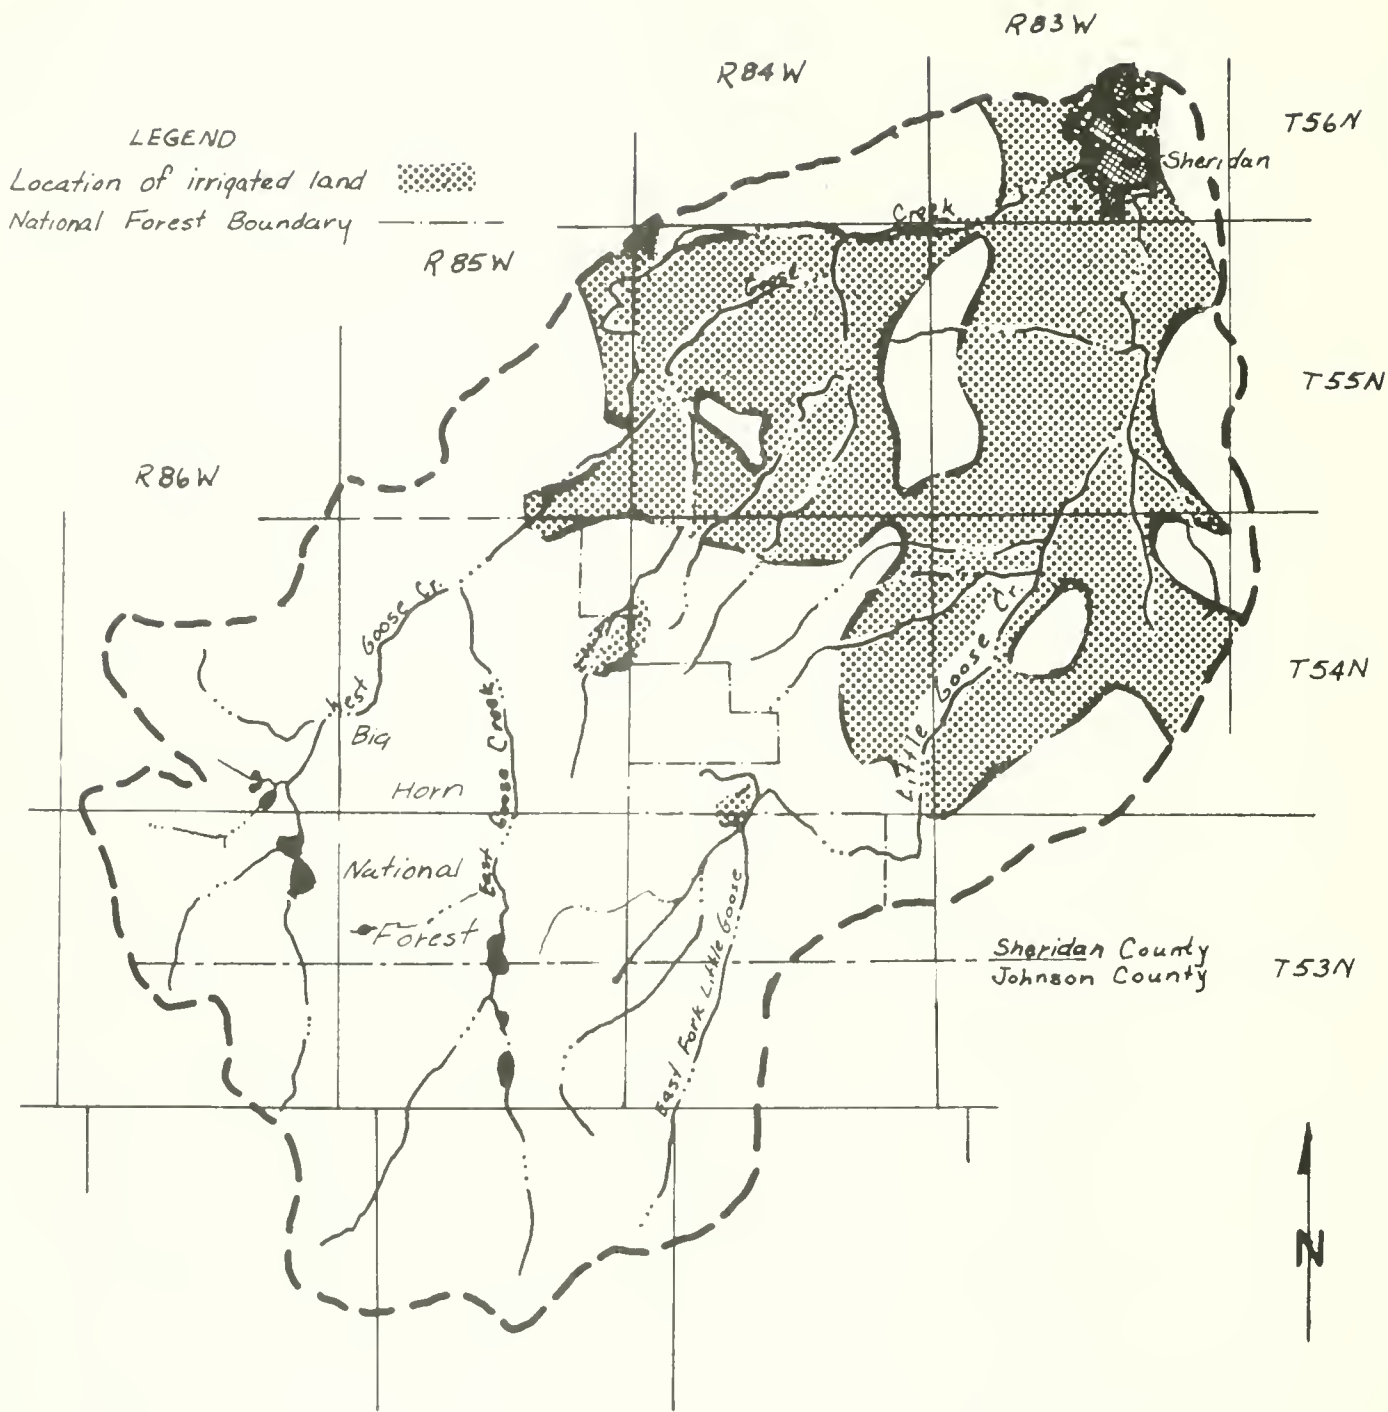 R83W
R84W
T56N
LEGEND
Location of irrigated land
National Forest Boundary
Sheridan
Creek
R85W
Goose
T55N
R86W
West Goose Cr.
Little Goose Cr.
T54N
Big
Horn
National
Forest
East Goose Creek
East Fork Little Goose
Sheridan County
Johnson County
T53N
N